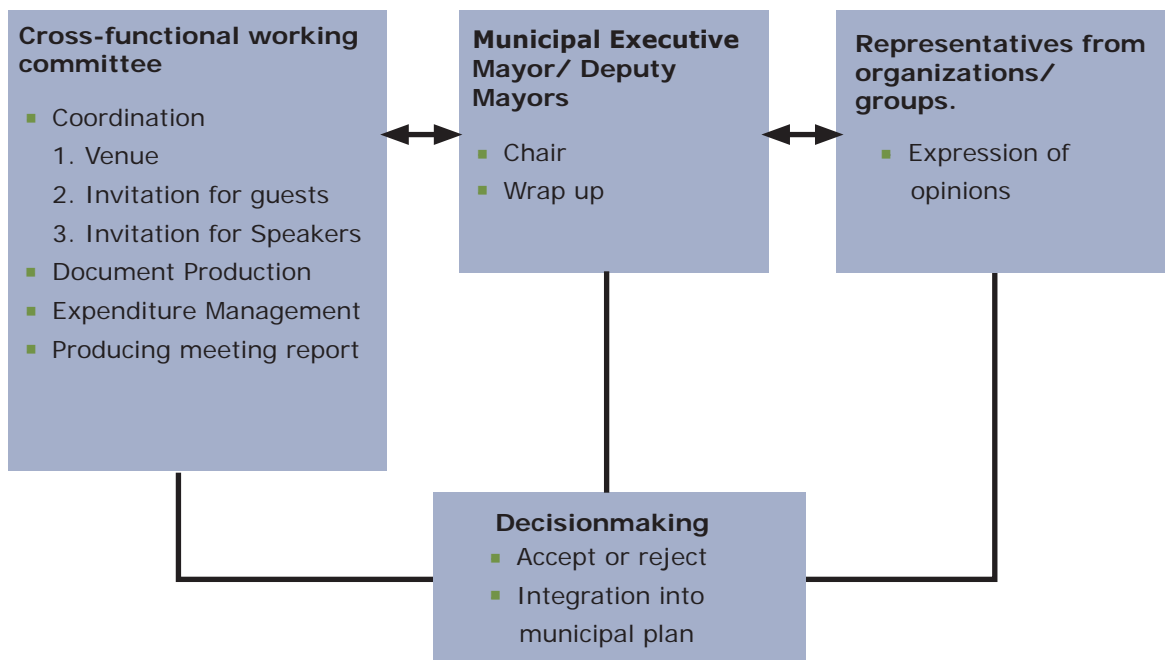 Cross-functional working
committee
▪ Coordination
1. Venue
2. Invitation for guests
3. Invitation for Speakers
▪ Document Production
▪ Expenditure Management
▪ Producing meeting report
Municipal Executive
Mayor/ Deputy
Mayors
▪ Chair
▪ Wrap up
Representatives from
organizations/
groups.
▪ Expression of
opinions
Decisionmaking
▪ Accept or reject
▪ Integration into
municipal plan